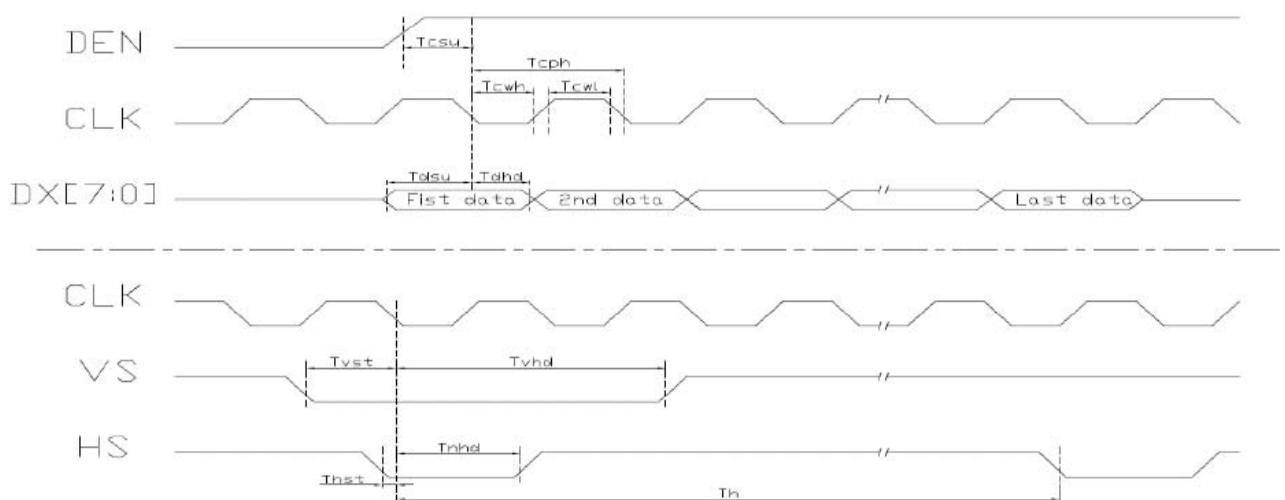 DEN
Tcsu
Tcph
Tcwh
Tcwl
CLK
Tdsu
Tdhd
DX[7:0]
Fist data
2nd data
Last data
CLK
Tvst
Tvhd
VS
HS
Tnhd
Thst
Th